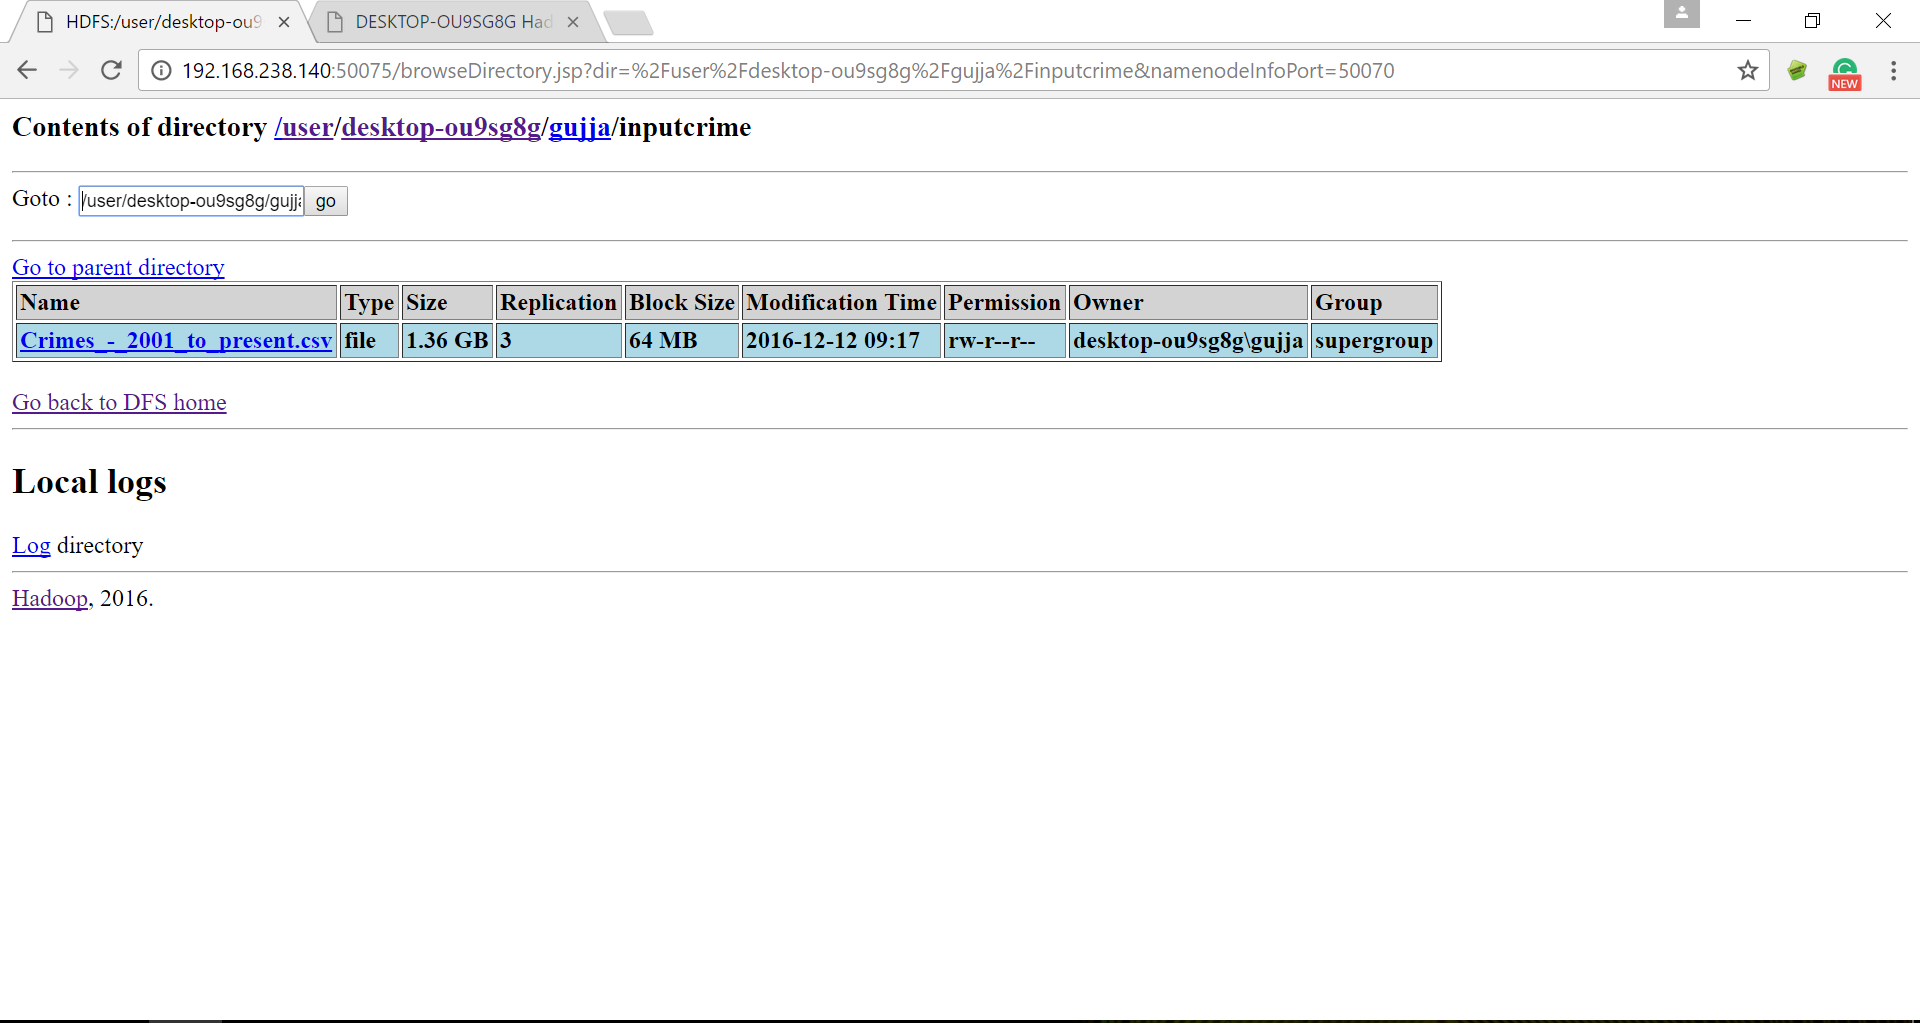 HDFS:/user/desktop-ou9
DESKTOP-OU9SG8G Had
192.168.238.140:50075/browseDirectory.jsp?dir=%2Fuser%2Fdesktop-ou9sg8g%2Fgujja%2Finputcrime&namenodeInfoPort=50070
NEW
Contents of directory /user/desktop-ou9sg8g/gujja/inputcrime
Goto : /user/desktop-ou9sg8g/gujja go
Go to parent directory
Name Type Size Replication Block Size Modification Time Permission Owner Group
Crimes_-_2001_to_present.csv file 1.36 GB 3 64 MB 2016-12-12 09:17 rw-r--r-- desktop-ou9sg8g\gujja supergroup
Go back to DFS home
Local logs
Log directory
Hadoop, 2016.